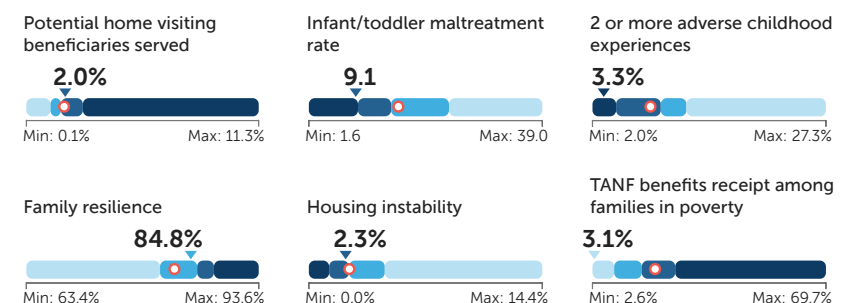 Potential home visiting
beneficiaries served
2.0%
Min: 0.1%
Max: 11.3%
Infant/toddler maltreatment
rate
9.1
Min: 1.6
Max: 39.0
2 or more adverse childhood
experiences
3.3%
Min: 2.0%
Max: 27.3%
Family resilience
84.8%
Min: 63.4%
Max: 93.6%
Housing instability
2.3%
Min: 0.0%
Max: 14.4%
TANF benefits receipt among
families in poverty
3.1%
Min: 2.6%
Max: 69.7%